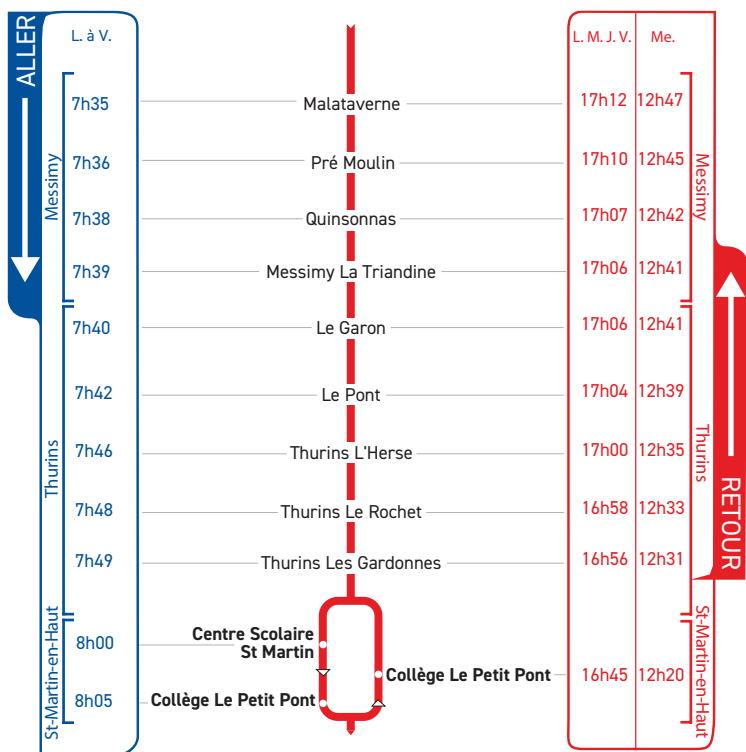 ALLER
L. à V.
L. M. J. V. Me.
7h35 Malataverne 17h12 12h47
7h36 Pré Moulin 17h10 12h45
Messimy
Messimy
7h38 Quinsonnas 17h07 12h42
7h39 Messimy La Triandine 17h06 12h41
7h40 Le Garon 17h06 12h41
7h42 Le Pont 17h04 12h39
Thurins
Thurins
7h46 Thurins L'Herse 17h00 12h35
7h48 Thurins Le Rochet 16h58 12h33
RETOUR
7h49 Thurins Les Gardonnes 16h56 12h31
St-Martin-en-Haut
St-Martin-en-Haut
8h00 Centre Scolaire
St Martin
Collège Le Petit Pont 16h45 12h20
8h05 Collège Le Petit Pont